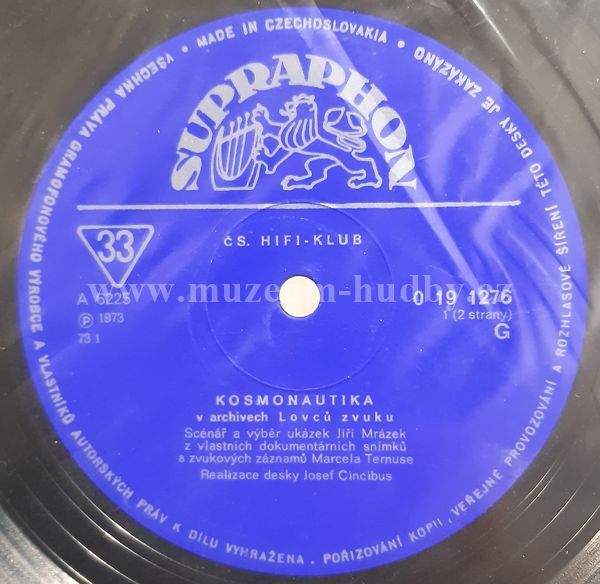 VŠECHNA PRÁVA GRAMOFONOVÉHO VÝROBCE A VLASTNÍKŮ AUTORSKÝCH PRÁV K DÍLU VYHRAŽENA. POŘIZOVÁNÍ KOPIÍ, VEŘEJNÉ PROVOZOVÁNÍ A ROZHLASOVÉ ŠÍŘENÍ TÉTO DESKY JE ZAKÁZÁNO • MADE IN CZECHOSLOVAKIA •
SUPRAPHON
33
ČS. HIFI-KLUB
www.muzeum-hudby.cz
A 6225
0 19 1276
Ⓟ 1973
1 (2 strany)
73 1
G
KOSMONAUTIKA
v archivech Lovců zvuku
Scénář a výběr ukázek Jiří Mrázek
z vlastních dokumentárních snímků
a zvukových záznamů Marcela Ternuse
Realizace desky Josef Cincibus